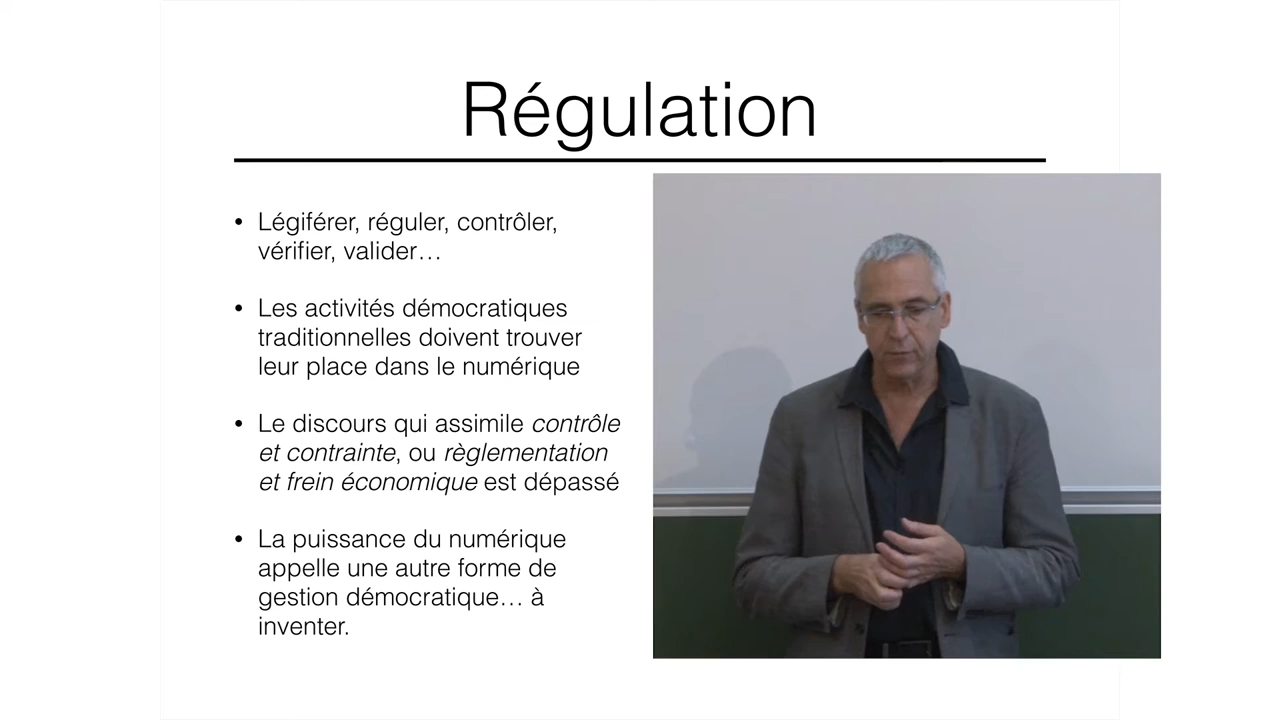 Régulation
• Légiférer, réguler, contrôler,
vérifier, valider…
• Les activités démocratiques
traditionnelles doivent trouver
leur place dans le numérique
• Le discours qui assimile contrôle
et contrainte, ou règlementation
et frein économique est dépassé
• La puissance du numérique
appelle une autre forme de
gestion démocratique… à
inventer.